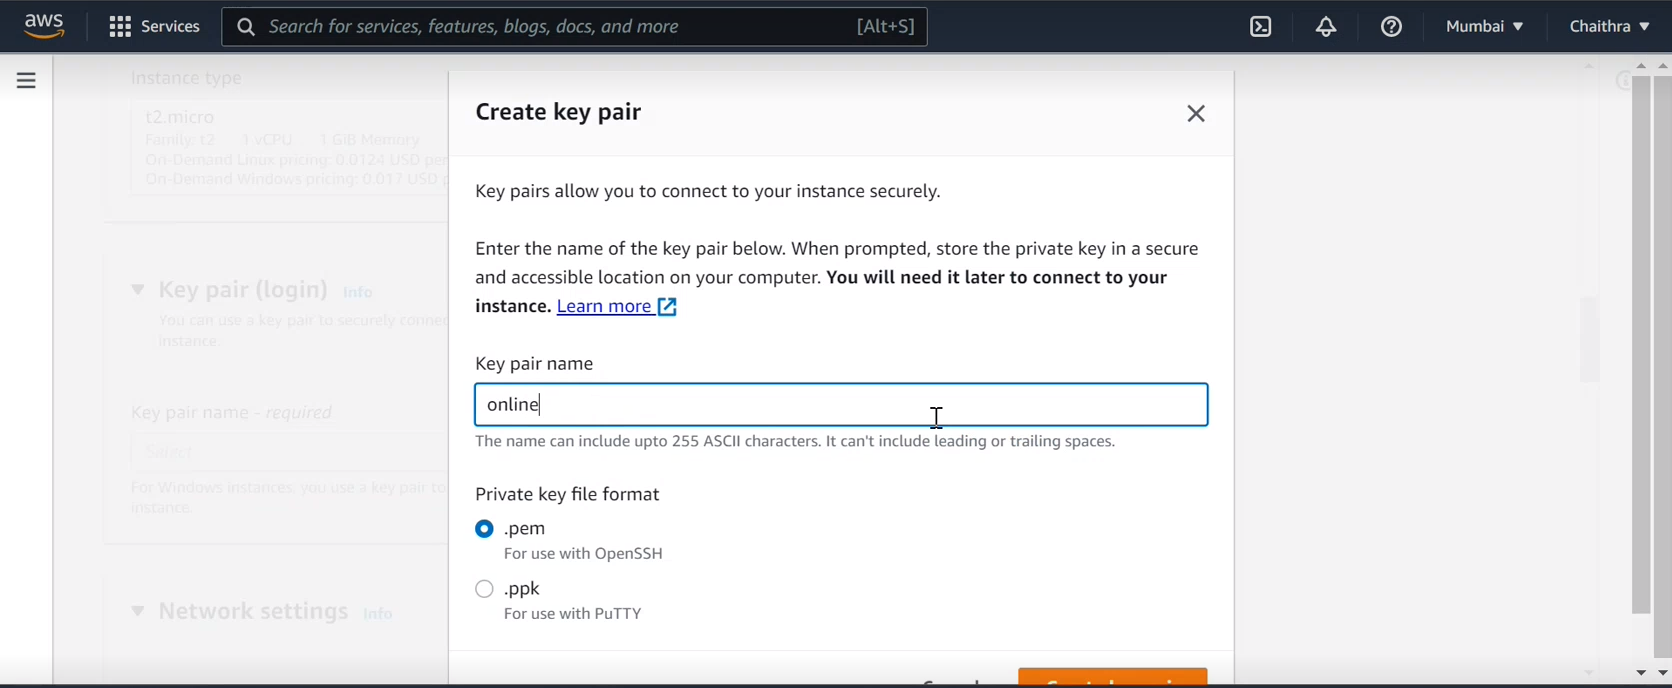 aws
Services
Search for services, features, blogs, docs, and more
[Alt+S]
Mumbai
Chaithra
Instance type
t2.micro
Family: t2 1 vCPU 1 GiB Memory
On-Demand Linux pricing: 0.0124 USD per
On-Demand Windows pricing: 0.017 USD p
Key pair (login) Info
You can use a key pair to securely connec
instance.
Key pair name - required
Select
For Windows instances, you use a key pair to
instance.
Network settings Info
Create key pair
Key pairs allow you to connect to your instance securely.
Enter the name of the key pair below. When prompted, store the private key in a secure
and accessible location on your computer. You will need it later to connect to your
instance. Learn more
Key pair name
online
The name can include upto 255 ASCII characters. It can't include leading or trailing spaces.
Private key file format
.pem
For use with OpenSSH
.ppk
For use with PuTTY